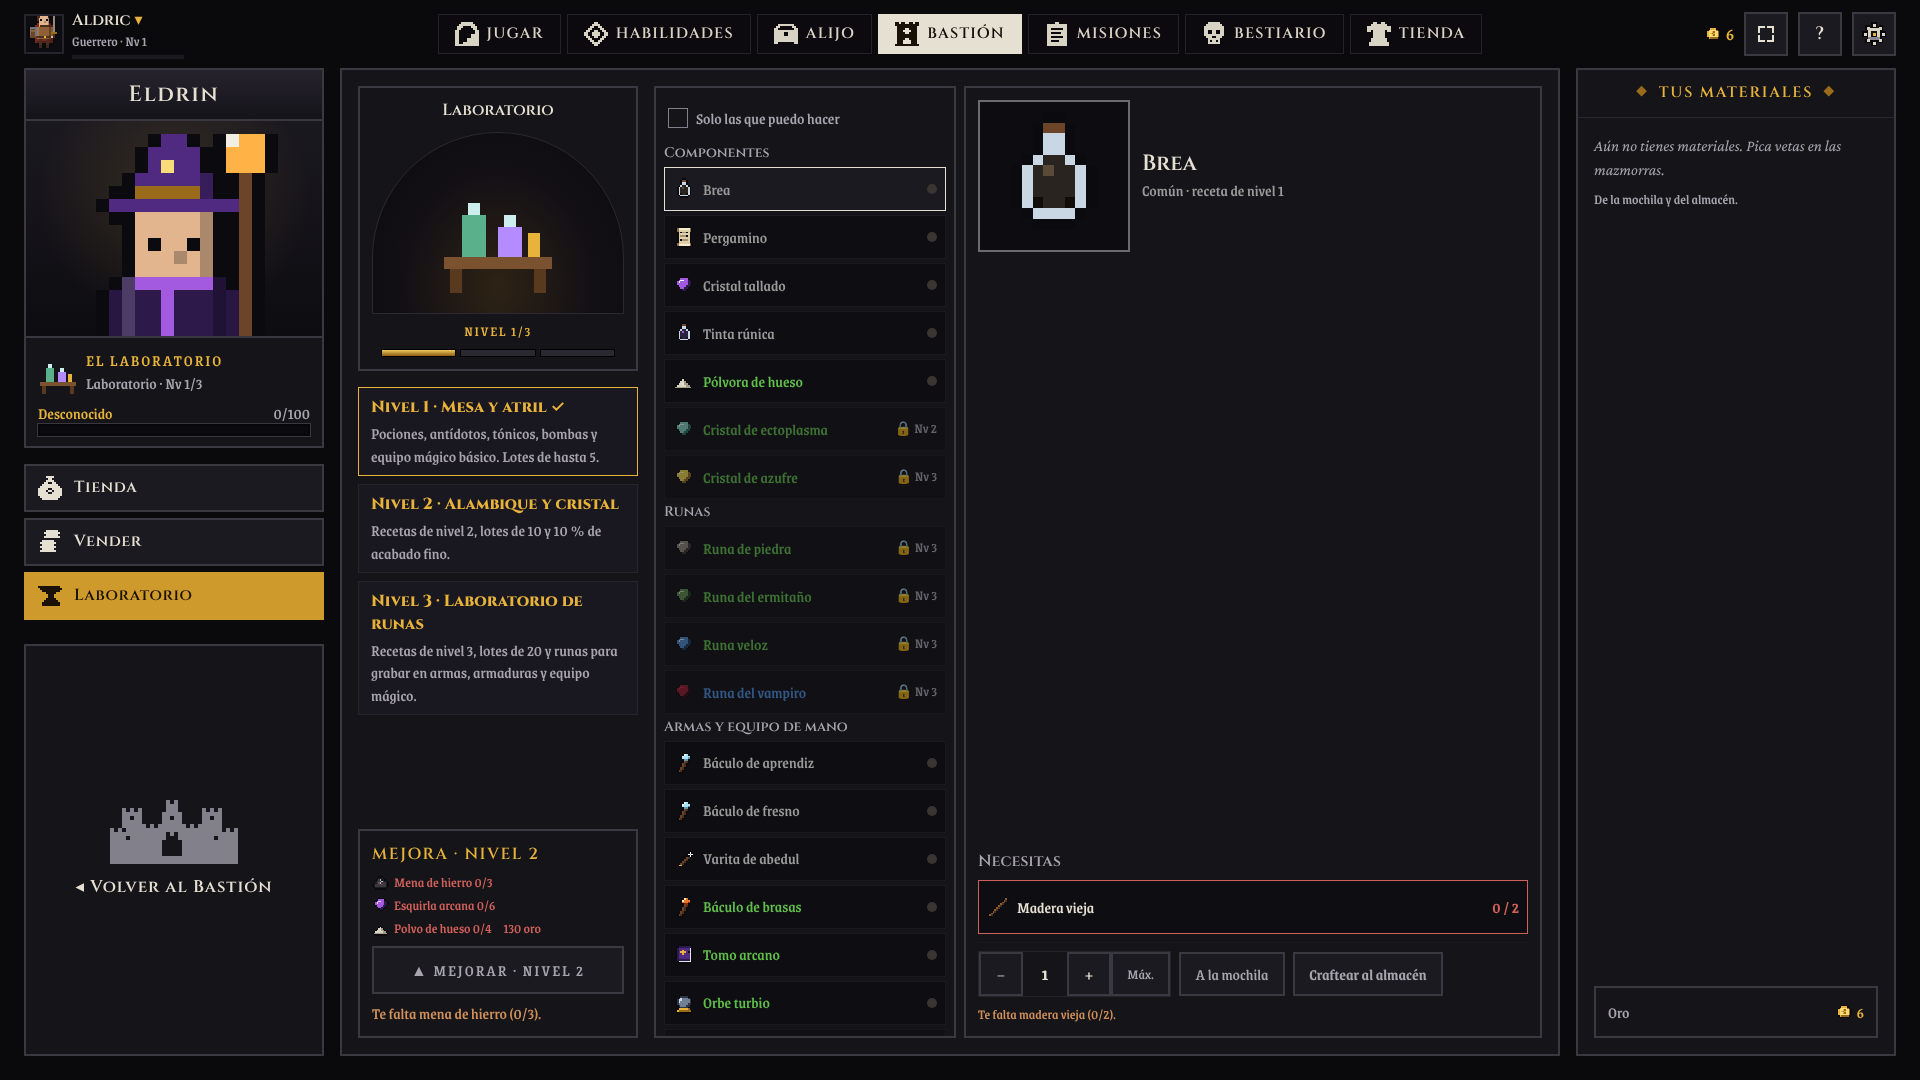 Aldric ▼
Guerrero · Nv 1
Jugar
Habilidades
Alijo
Bastión
Misiones
Bestiario
Tienda
6
?
Eldrin
El laboratorio
Laboratorio · Nv 1/3
Desconocido 0/100
Tienda
Vender
Laboratorio
◂ Volver al Bastión
Laboratorio
Nivel 1/3
Nivel 1 · Mesa y atril ✓
Pociones, antídotos, tónicos, bombas y
equipo mágico básico. Lotes de hasta 5.
Nivel 2 · Alambique y cristal
Recetas de nivel 2, lotes de 10 y 10 % de
acabado fino.
Nivel 3 · Laboratorio de
runas
Recetas de nivel 3, lotes de 20 y runas para
grabar en armas, armaduras y equipo
mágico.
Mejora · Nivel 2
Mena de hierro 0/3
Esquirla arcana 0/6
Polvo de hueso 0/4 130 oro
▲ Mejorar · Nivel 2
Te falta mena de hierro (0/3).
Solo las que puedo hacer
Componentes
Brea
Pergamino
Cristal tallado
Tinta rúnica
Pólvora de hueso
Cristal de ectoplasma Nv 2
Cristal de azufre Nv 3
Runas
Runa de piedra Nv 3
Runa del ermitaño Nv 3
Runa veloz Nv 3
Runa del vampiro Nv 3
Armas y equipo de mano
Báculo de aprendiz
Báculo de fresno
Varita de abedul
Báculo de brasas
Tomo arcano
Orbe turbio
Brea
Común · receta de nivel 1
Necesitas
Madera vieja 0 / 2
− 1 + Máx. A la mochila Craftear al almacén
Te falta madera vieja (0/2).
◆ Tus materiales ◆
Aún no tienes materiales. Pica vetas en las
mazmorras.
De la mochila y del almacén.
Oro 6